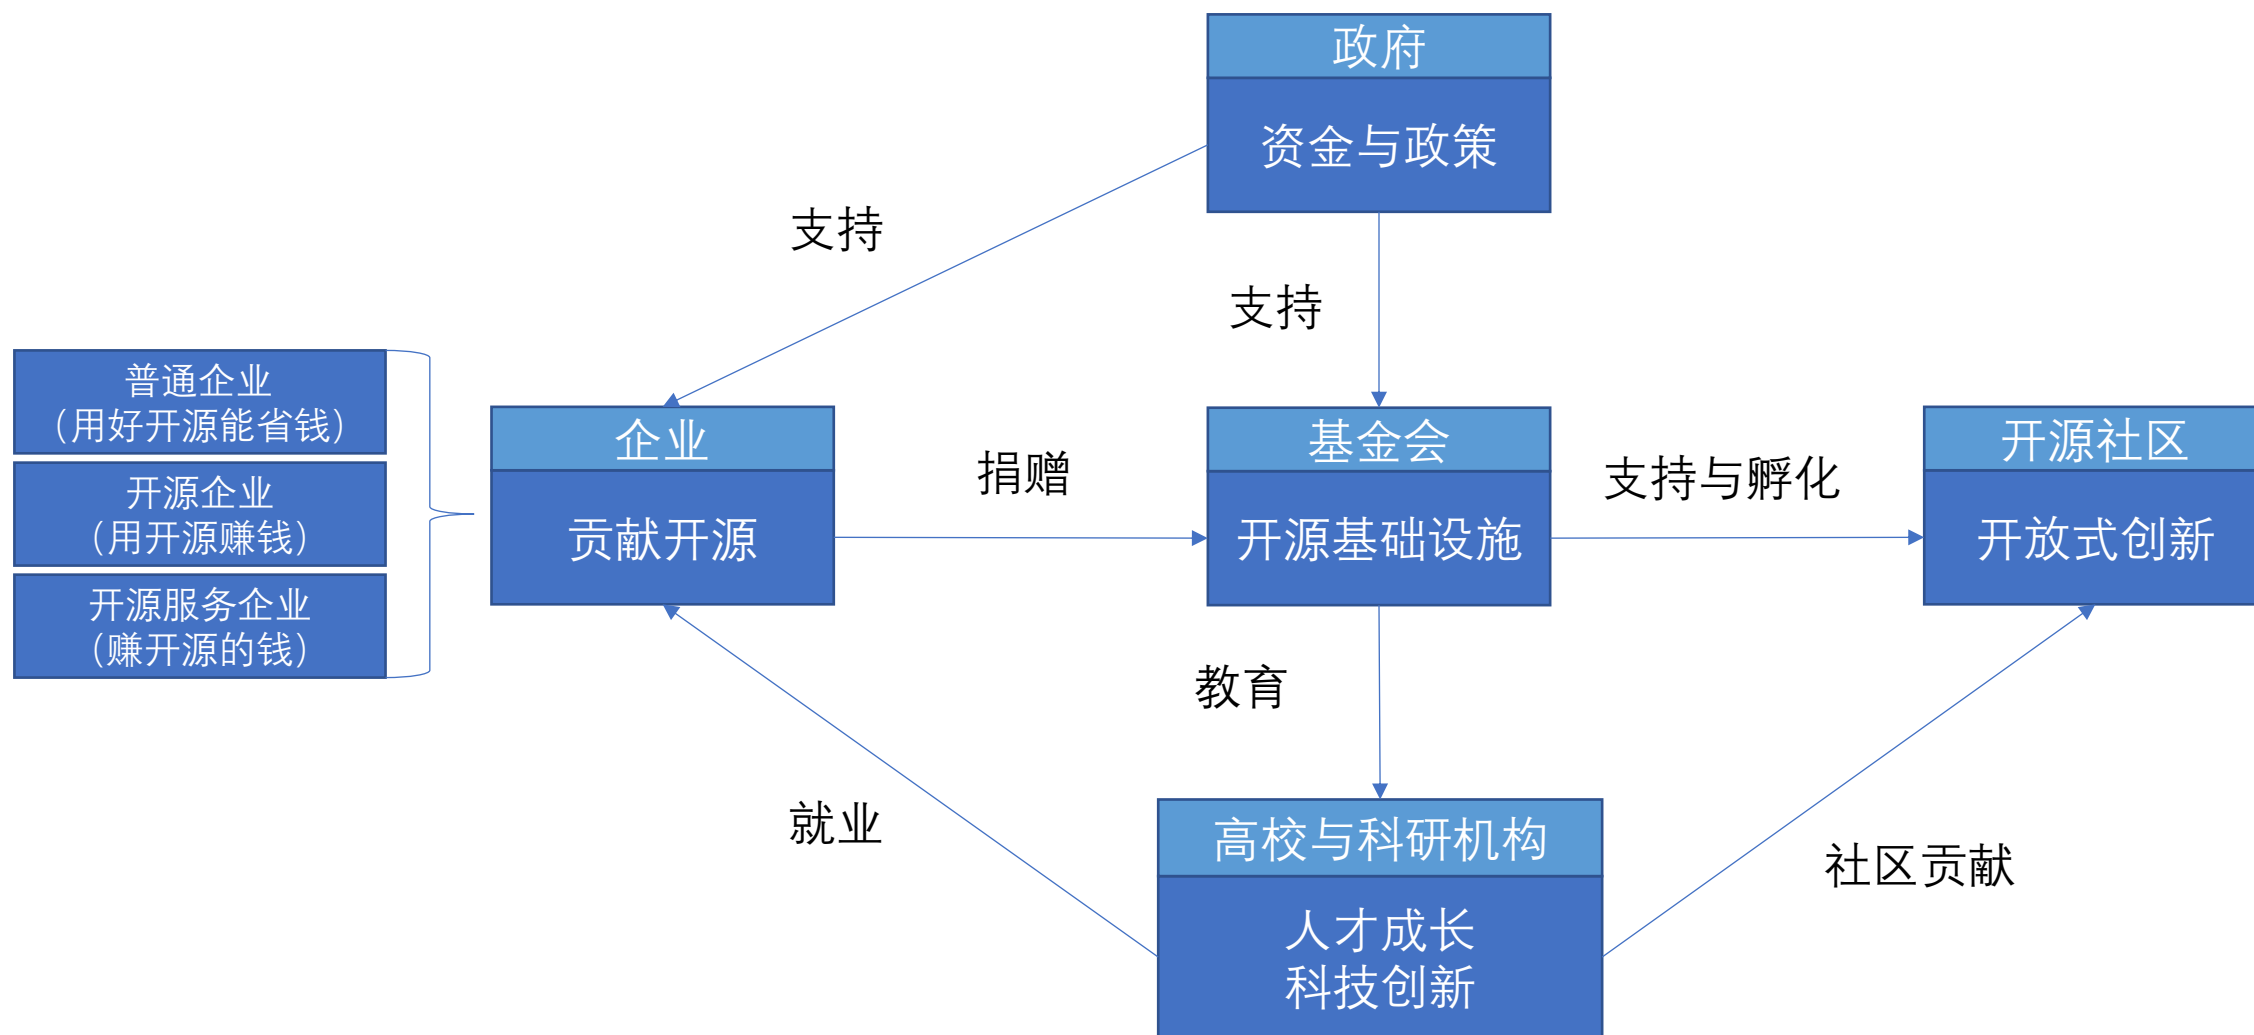 政府
资金与政策
支持
支持
普通企业
（用好开源能省钱）
开源企业
（用开源赚钱）
开源服务企业
（赚开源的钱）
企业
贡献开源
捐赠
基金会
开源基础设施
支持与孵化
开源社区
开放式创新
教育
就业
社区贡献
高校与科研机构
人才成长
科技创新